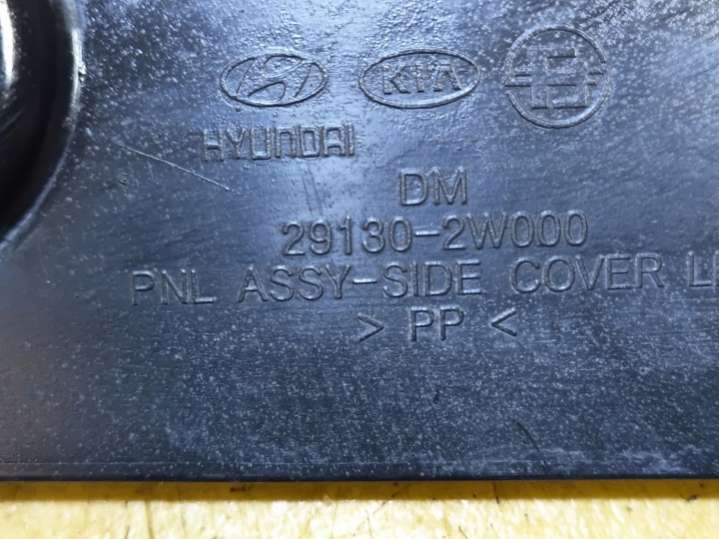 KIA
HYUNDAI
DM
29130-2W000
PNL ASSY-SIDE COVER
> PP <